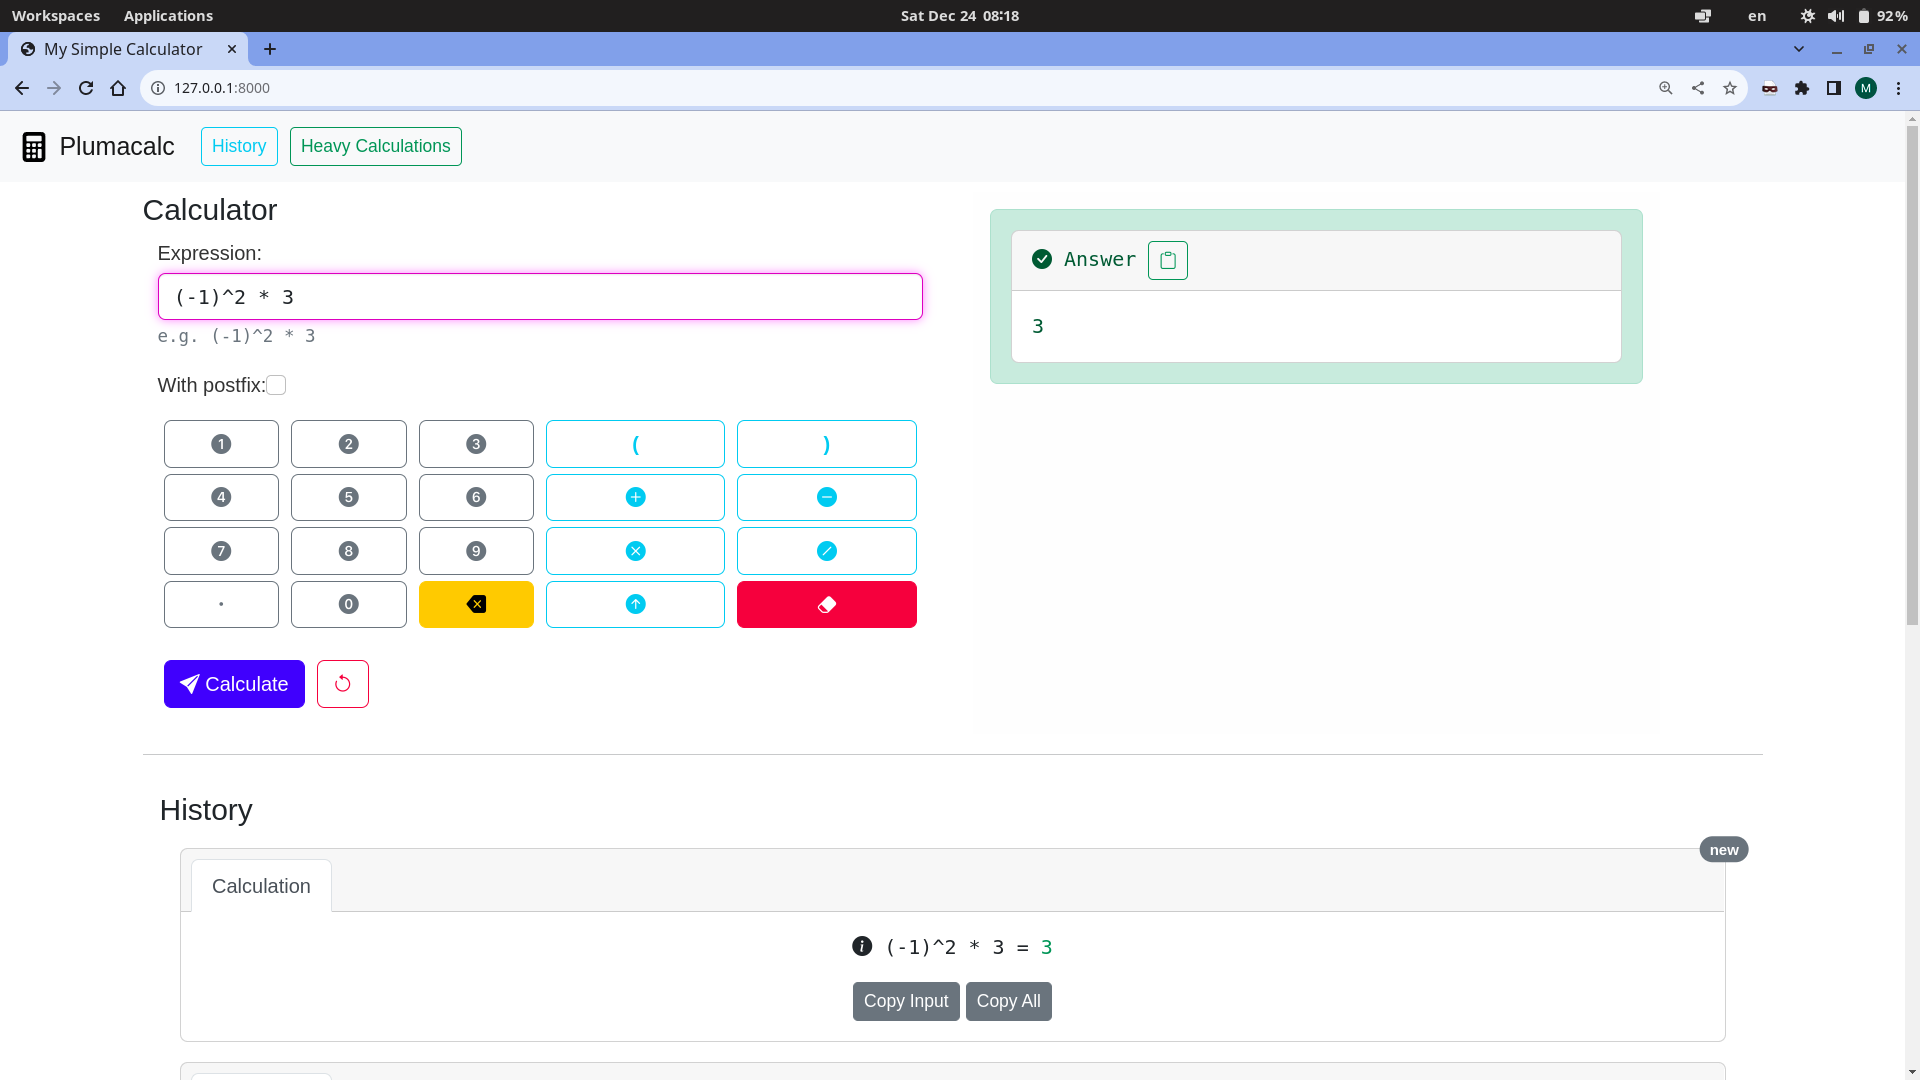 Workspaces Applications Sat Dec 24 08:18 en 92%
My Simple Calculator
127.0.0.1:8000 M
Plumacalc History Heavy Calculations
Calculator
Expression:
(-1)^2 * 3
e.g. (-1)^2 * 3
With postfix:
1 2 3 ( )
4 5 6 + −
7 8 9 × /
. 0 ↑
Calculate
Answer
3
History
new
Calculation
(-1)^2 * 3 = 3
Copy Input Copy All